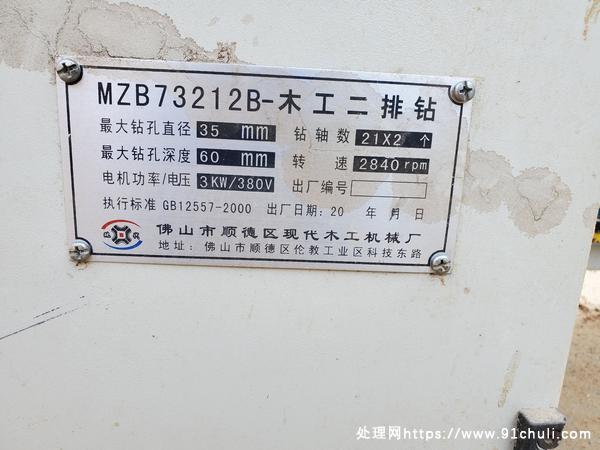 MZB73212B-木工二排钻
最大钻孔直径 35 mm 钻轴数 21X2 个
最大钻孔深度 60 mm 转速 2840 rpm
电机功率/电压 3KW/380V 出厂编号
执行标准 GB12557-2000 出厂日期: 20 年 月 日
佛山市顺德区现代木工机械厂
地址: 佛山市顺德区伦教工业区科技东路
处理网https://www.91chuli.com/